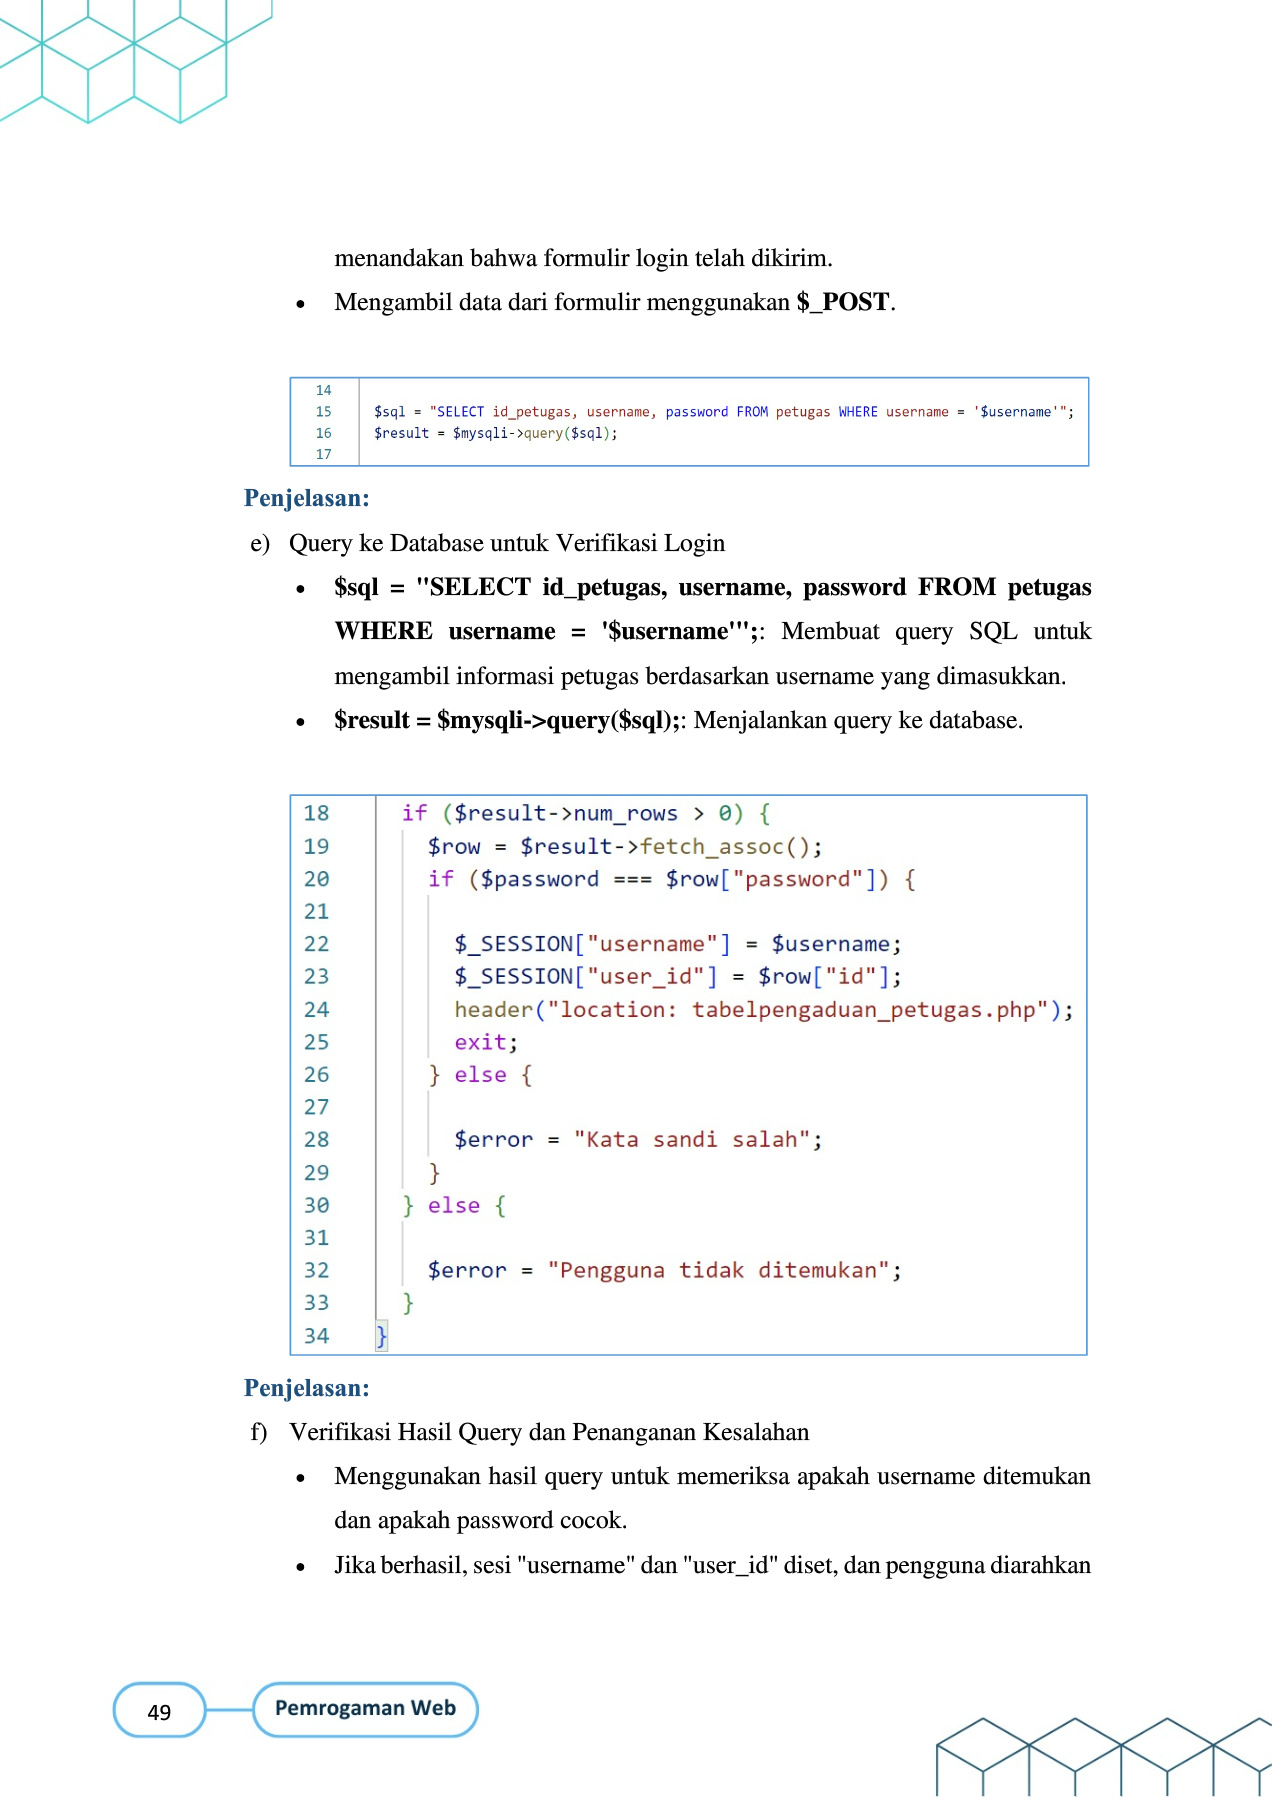 menandakan bahwa formulir login telah dikirim.
• Mengambil data dari formulir menggunakan $_POST.
14
15 $sql = "SELECT id_petugas, username, password FROM petugas WHERE username = '$username'";
16 $result = $mysqli->query($sql);
17
Penjelasan:
e) Query ke Database untuk Verifikasi Login
• $sql = "SELECT id_petugas, username, password FROM petugas
WHERE username = '$username'";: Membuat query SQL untuk
mengambil informasi petugas berdasarkan username yang dimasukkan.
• $result = $mysqli->query($sql);: Menjalankan query ke database.
18 if ($result->num_rows > 0) {
19 $row = $result->fetch_assoc();
20 if ($password === $row["password"]) {
21
22 $_SESSION["username"] = $username;
23 $_SESSION["user_id"] = $row["id"];
24 header("location: tabelpengaduan_petugas.php");
25 exit;
26 } else {
27
28 $error = "Kata sandi salah";
29 }
30 } else {
31
32 $error = "Pengguna tidak ditemukan";
33 }
34 }
Penjelasan:
f) Verifikasi Hasil Query dan Penanganan Kesalahan
• Menggunakan hasil query untuk memeriksa apakah username ditemukan
dan apakah password cocok.
• Jika berhasil, sesi "username" dan "user_id" diset, dan pengguna diarahkan
49 Pemrogaman Web